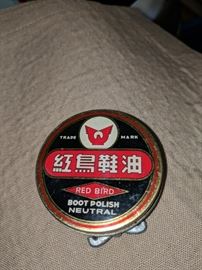 TRADE MARK
紅鳥鞋油
RED BIRD
BOOT POLISH
NEUTRAL